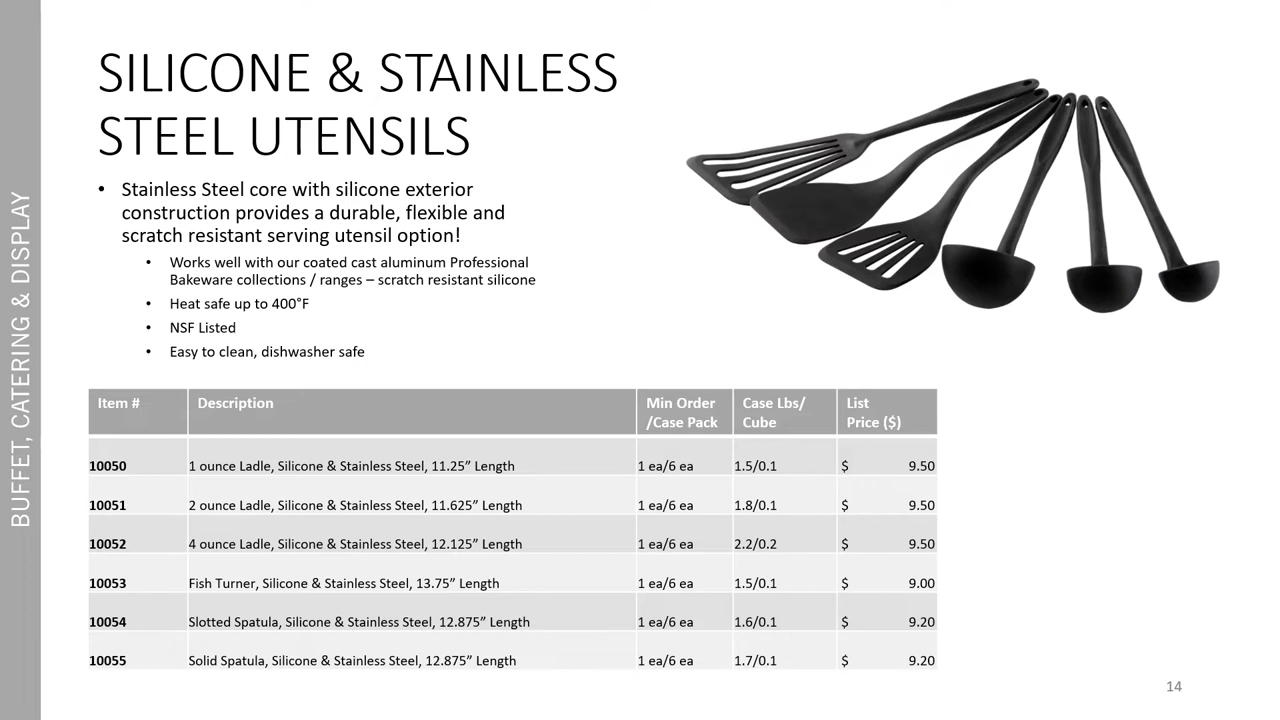 BUFFET, CATERING & DISPLAY
SILICONE & STAINLESS
STEEL UTENSILS
• Stainless Steel core with silicone exterior
construction provides a durable, flexible and
scratch resistant serving utensil option!
• Works well with our coated cast aluminum Professional
Bakeware collections / ranges – scratch resistant silicone
• Heat safe up to 400°F
• NSF Listed
• Easy to clean, dishwasher safe
Item # Description Min Order /Case Pack Case Lbs/ Cube List Price ($)
10050 1 ounce Ladle, Silicone & Stainless Steel, 11.25” Length 1 ea/6 ea 1.5/0.1 $ 9.50
10051 2 ounce Ladle, Silicone & Stainless Steel, 11.625” Length 1 ea/6 ea 1.8/0.1 $ 9.50
10052 4 ounce Ladle, Silicone & Stainless Steel, 12.125” Length 1 ea/6 ea 2.2/0.2 $ 9.50
10053 Fish Turner, Silicone & Stainless Steel, 13.75” Length 1 ea/6 ea 1.5/0.1 $ 9.00
10054 Slotted Spatula, Silicone & Stainless Steel, 12.875” Length 1 ea/6 ea 1.6/0.1 $ 9.20
10055 Solid Spatula, Silicone & Stainless Steel, 12.875” Length 1 ea/6 ea 1.7/0.1 $ 9.20
14